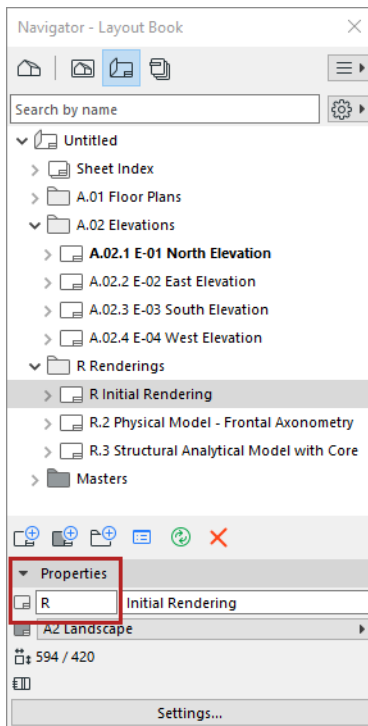 Navigator - Layout Book
Search by name
Untitled
Sheet Index
A.01 Floor Plans
A.02 Elevations
A.02.1 E-01 North Elevation
A.02.2 E-02 East Elevation
A.02.3 E-03 South Elevation
A.02.4 E-04 West Elevation
R Renderings
R Initial Rendering
R.2 Physical Model - Frontal Axonometry
R.3 Structural Analytical Model with Core
Masters
Properties
R Initial Rendering
A2 Landscape
594 / 420
Settings...